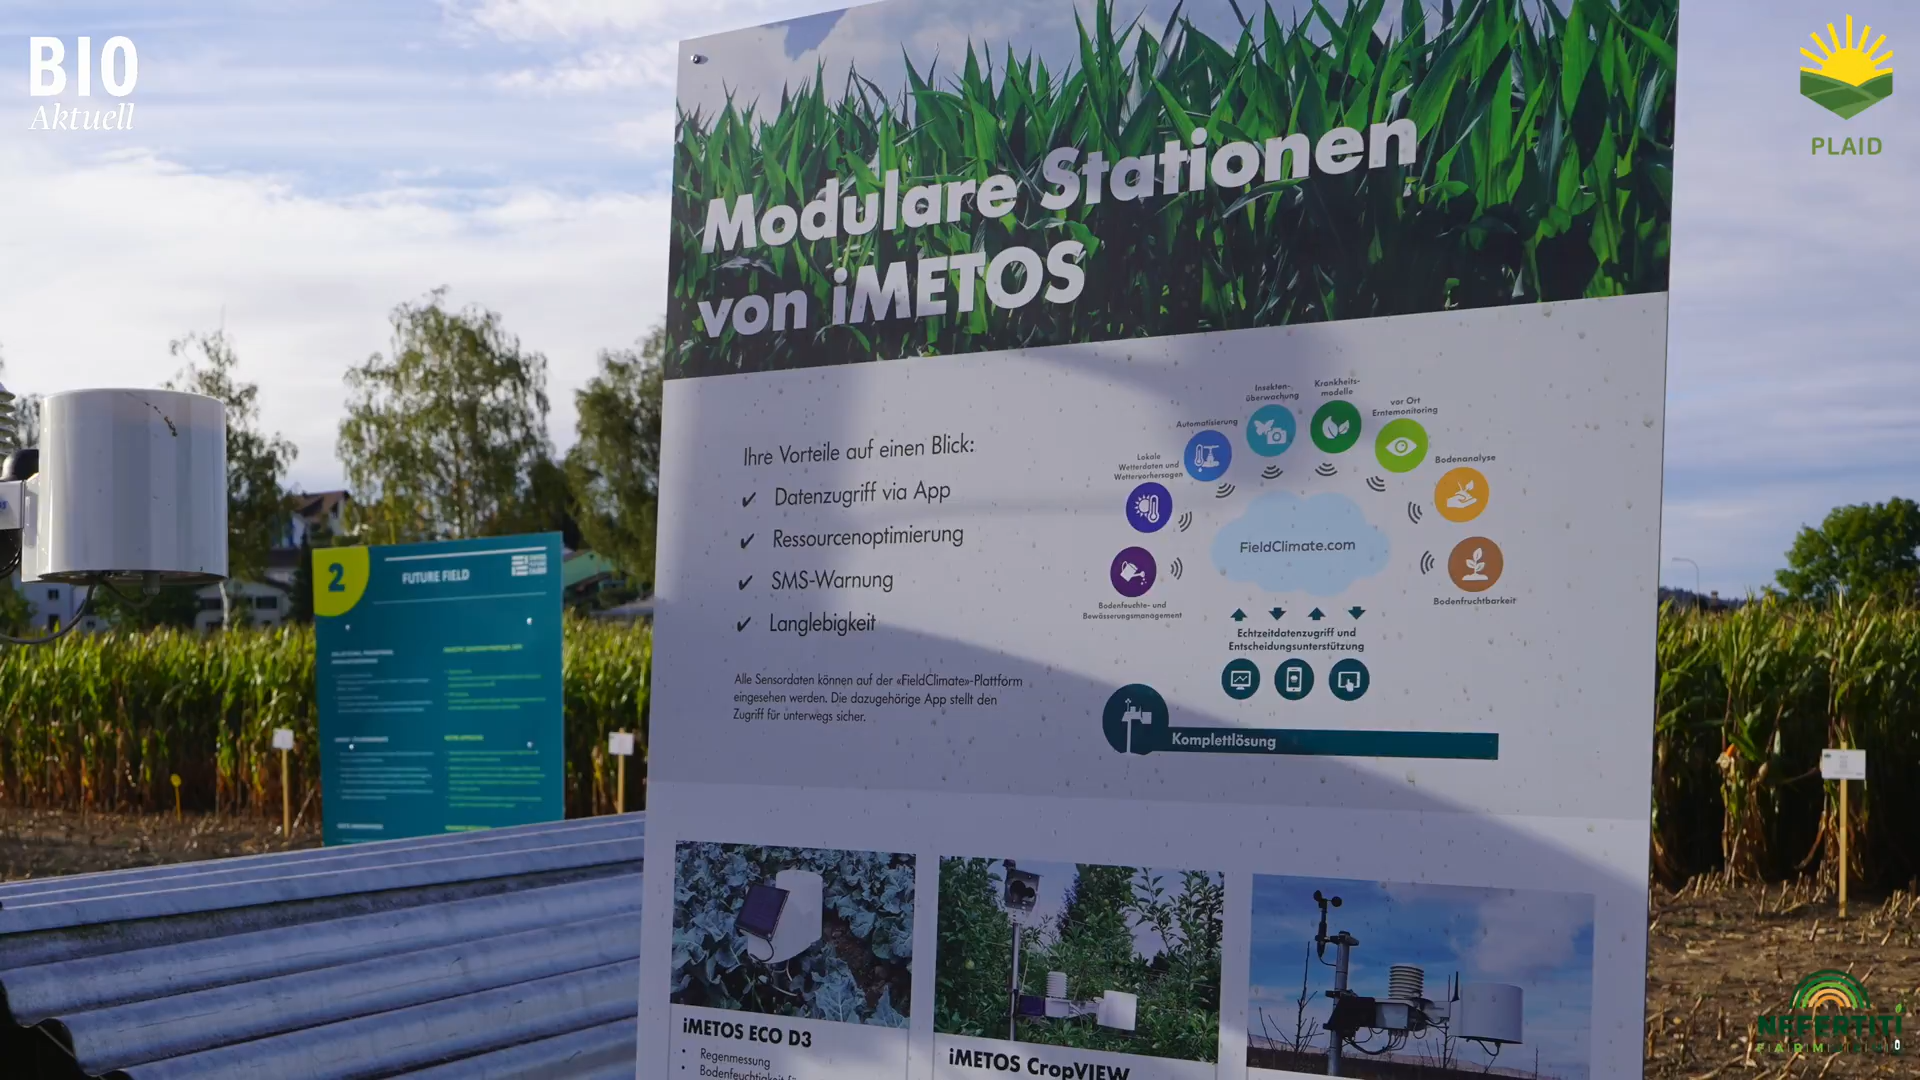 BIO
Aktuell
PLAID
Modulare Stationen
von iMETOS
Ihre Vorteile auf einen Blick:
✔ Datenzugriff via App
✔ Ressourcenoptimierung
✔ SMS-Warnung
✔ Langlebigkeit
Alle Sensordaten können auf der «FieldClimate»-Plattform
eingesehen werden. Die dazugehörige App stellt den
Zugriff für unterwegs sicher.
Bodenfeuchte- und
Bewässerungsmanagement
Lokale
Wetterdaten und
Wettervorhersagen
Automatisierung
Insekten-
überwachung
Krankheits-
modelle
vor Ort
Erntemonitoring
Bodenanalyse
Bodenfruchtbarkeit
FieldClimate.com
Echtzeitdatenzugriff und
Entscheidungsunterstützung
Komplettlösung
iMETOS ECO D3
• Regenmessung
• Bodenfeuchtigkeit
iMETOS CropVIEW
2
FUTURE FIELD
NEFERTITI